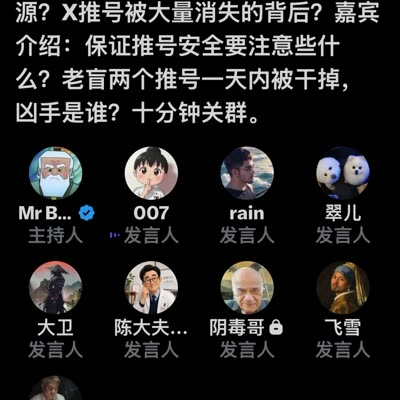 源？X推号被大量消失的背后？嘉宾
介绍：保证推号安全要注意些什
么？老盲两个推号一天内被干掉，
凶手是谁？十分钟关群。
Mr B... 007 rain 翠儿
主持人 发言人 发言人 发言人
大卫 陈大夫... 阴毒哥 飞雪
发言人 发言人 发言人 发言人